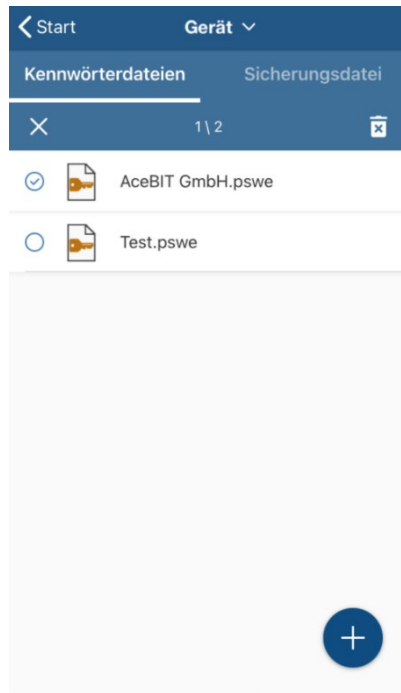 Start Gerät
Kennwörterdateien Sicherungsdatei
1\2
AceBIT GmbH.pswe
Test.pswe